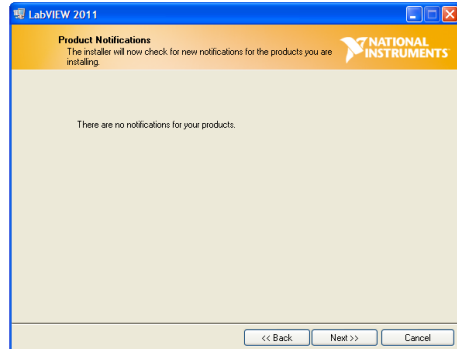 LabVIEW 2011
Product Notifications
The installer will now check for new notifications for the products you are
installing.
NATIONAL
INSTRUMENTS
There are no notifications for your products.
<< Back
Next >>
Cancel